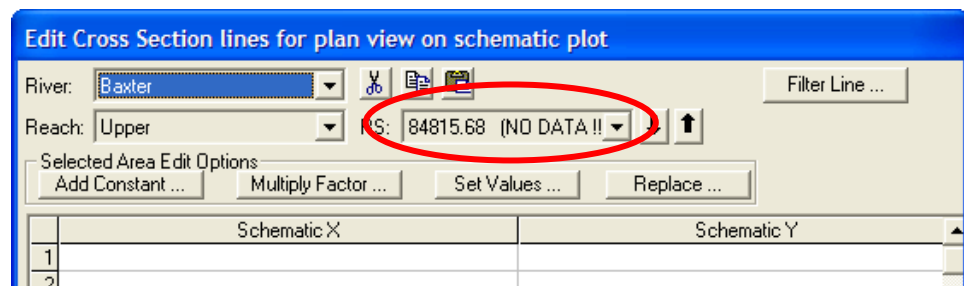 Edit Cross Section lines for plan view on schematic plot
River: Baxter Filter Line ...
Reach: Upper RS: 84815.68 (NO DATA !!
Selected Area Edit Options
Add Constant ... Multiply Factor ... Set Values ... Replace ...
Schematic X Schematic Y
1
2